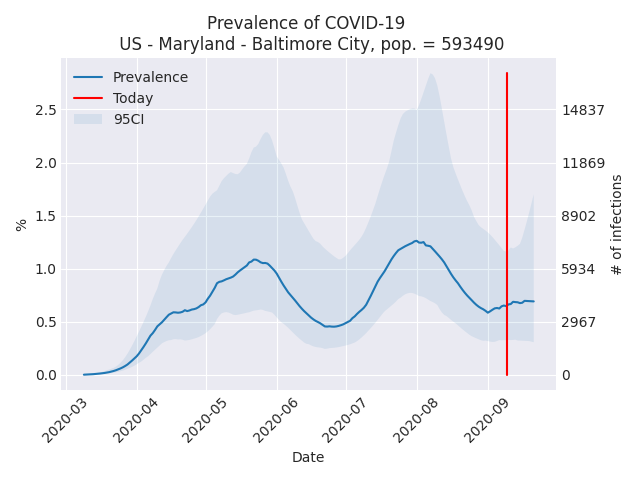 Prevalence of COVID-19
US - Maryland - Baltimore City, pop. = 593490
Prevalence
Today
95CI
2.5
2.0
1.5
1.0
0.5
0.0
%
14837
11869
8902
5934
2967
0
# of infections
2020-03
2020-04
2020-05
2020-06
2020-07
2020-08
2020-09
Date